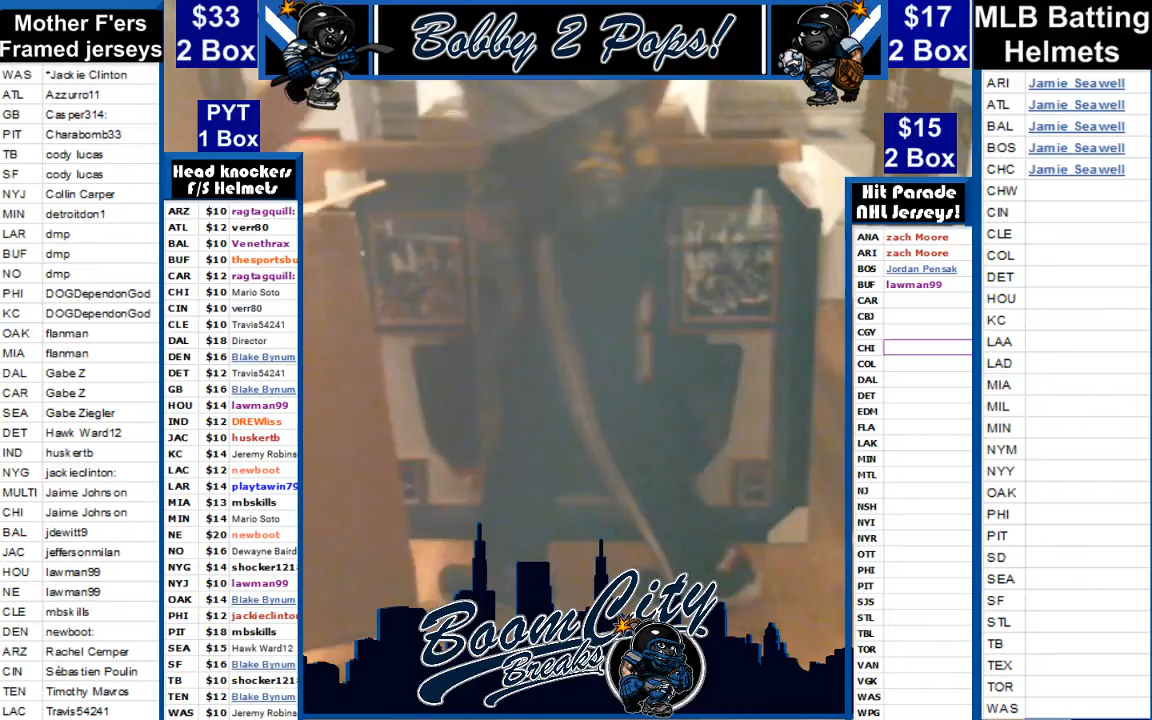 Mother F'ers
Framed jerseys
WAS *Jackie Clinton
ATL Azzurro11
GB Casper314:
PIT Charabomb33
TB cody lucas
SF cody lucas
NYJ Collin Carper
MIN detroitdon1
LAR dmp
BUF dmp
NO dmp
PHI DOGDependonGod
KC DOGDependonGod
OAK flanman
MIA flanman
DAL Gabe Z
CAR Gabe Z
SEA Gabe Ziegler
DET Hawk Ward12
IND huskertb
NYG jackieclinton:
MULTI Jaime Johnson
CHI Jaime Johnson
BAL jdewitt9
JAC jeffersonmilan
HOU lawman99
NE lawman99
CLE mbskills
DEN newboot:
ARZ Rachel Cemper
CIN Sébastien Poulin
TEN Timothy Mavros
LAC Travis54241
$33
2 Box
PYT
1 Box
Head knockers
F/S Helmets
ARZ $10 ragtagquill:
ATL $12 verr80
BAL $10 Venethrax
BUF $10 thesportsbu
CAR $12 ragtagquill:
CHI $10 Mario Soto
CIN $10 verr80
CLE $10 Travis54241
DAL $18 Director
DEN $16 Blake Bynum
DET $12 Travis54241
GB $16 Blake Bynum
HOU $14 lawman99
IND $12 DREWliss
JAC $10 huskertb
KC $14 Jeremy Robins
LAC $12 newboot
LAR $14 playtawin79
MIA $13 mbskills
MIN $14 Mario Soto
NE $20 newboot
NO $16 Dewayne Baird
NYG $14 shocker121
NYJ $10 lawman99
OAK $14 Blake Bynum
PHI $12 jackieclinto
PIT $18 mbskills
SEA $15 Hawk Ward12
SF $16 Blake Bynum
TB $10 shocker121
TEN $12 Blake Bynum
WAS $10 Jeremy Robins
Bobby 2 Pops!
BoomCity
Breaks
$17
2 Box
$15
2 Box
Hit Parade
NHL Jerseys!
ANA zach Moore
ARI zach Moore
BOS Jordan Pensak
BUF lawman99
CAR
CBJ
CGY
CHI
COL
DAL
DET
EDM
FLA
LAK
MIN
MTL
NJ
NSH
NYI
NYR
OTT
PHI
PIT
SJS
STL
TBL
TOR
VAN
VGK
WAS
WPG
MLB Batting
Helmets
ARI Jamie Seawell
ATL Jamie Seawell
BAL Jamie Seawell
BOS Jamie Seawell
CHC Jamie Seawell
CHW
CIN
CLE
COL
DET
HOU
KC
LAA
LAD
MIA
MIL
MIN
NYM
NYY
OAK
PHI
PIT
SD
SEA
SF
STL
TB
TEX
TOR
WAS